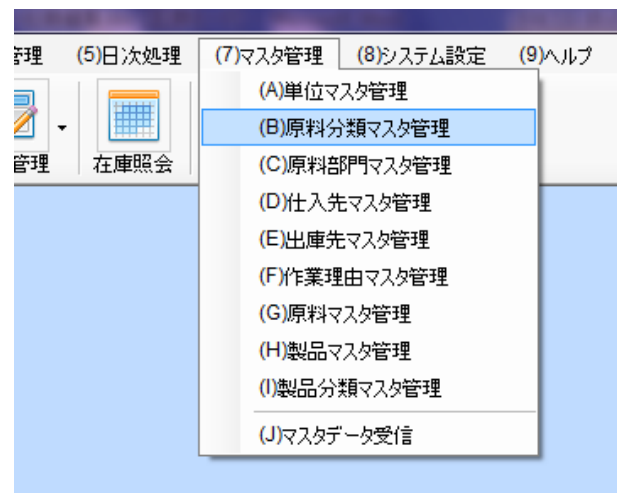 管理 (5)日次処理 (7)マスタ管理 (8)システム設定 (9)ヘルプ
(A)単位マスタ管理
(B)原料分類マスタ管理
管理 在庫照会 (C)原料部門マスタ管理
(D)仕入先マスタ管理
(E)出庫先マスタ管理
(F)作業理由マスタ管理
(G)原料マスタ管理
(H)製品マスタ管理
(I)製品分類マスタ管理
(J)マスタデータ受信